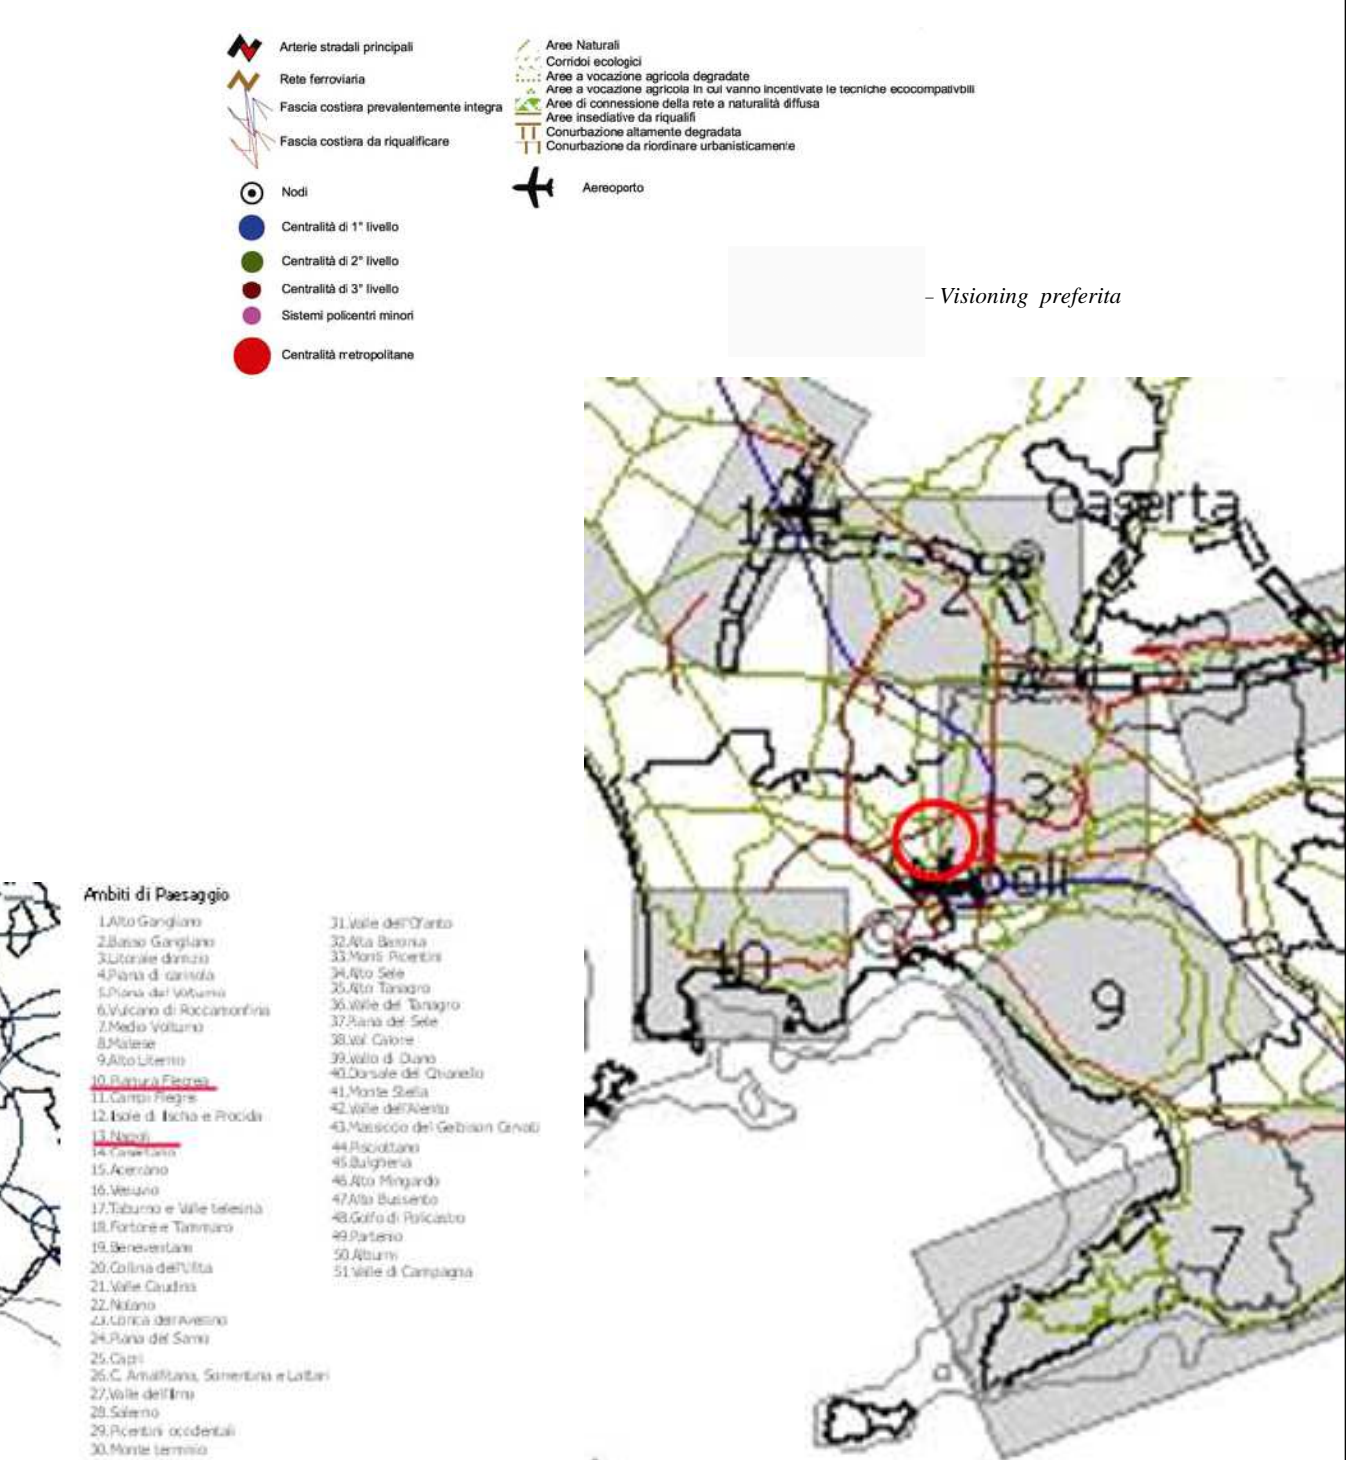 Arterie stradali principali
Rete ferroviaria
Fascia costiera prevalentemente integra
Fascia costiera da riqualificare
Nodi
Centralità di 1° livello
Centralità di 2° livello
Centralità di 3° livello
Sistemi policentri minori
Centralità metropolitane
Aree Naturali
Corridoi ecologici
Aree a vocazione agricola degradate
Aree a vocazione agricola in cui vanno incentivate le tecniche ecocompativbili
Aree di connessione della rete a naturalità diffusa
Aree insediative da riqualifi
Conurbazione altamente degradata
Conurbazione da riordinare urbanisticamente
Aereoporto
– Visioning preferita
Caserta
1
2
3
poli
10
9
7
Ambiti di Paesaggio
1.Alto Garigliano
2.Basso Garigliano
3.Litorale domizio
4.Piana di carinola
5.Piana del Volturno
6.Vulcano di Roccamonfina
7.Medio Volturno
8.Matese
9.Alto Literno
10.Pianura Flegrea
11.Campi Flegrei
12.Isole di Ischia e Procida
13.Napoli
14.Casertano
15.Acerrano
16.Vesuvio
17.Taburno e Valle telesina
18.Fortore e Tammaro
19.Beneventano
20.Collina dell'Ufita
21.Valle Caudina
22.Nolano
23.Conca dell'Avellino
24.Piana del Sarno
25.Capri
26.C. Amalfitana, Sorrentina e Lattari
27.Valle dell'Irno
28.Salerno
29.Picentini occidentali
30.Monte terminio
31.Valle dell'Ofanto
32.Alta Baronia
33.Monti Picentini
34.Alto Sele
35.Alto Tanagro
36.Valle del Tanagro
37.Piana del Sele
38.Val Calore
39.Vallo di Diano
40.Dorsale del
41.Monte Stella
42.Valle dell'Alento
43.Massiccio del Gelbison Cervati
44.Pisciottano
45.Bulgheria
46.Alto Mingardo
47.Alto Bussento
48.Golfo di Policastro
49.Partenio
50.Alburni
51.Valle di Campagna